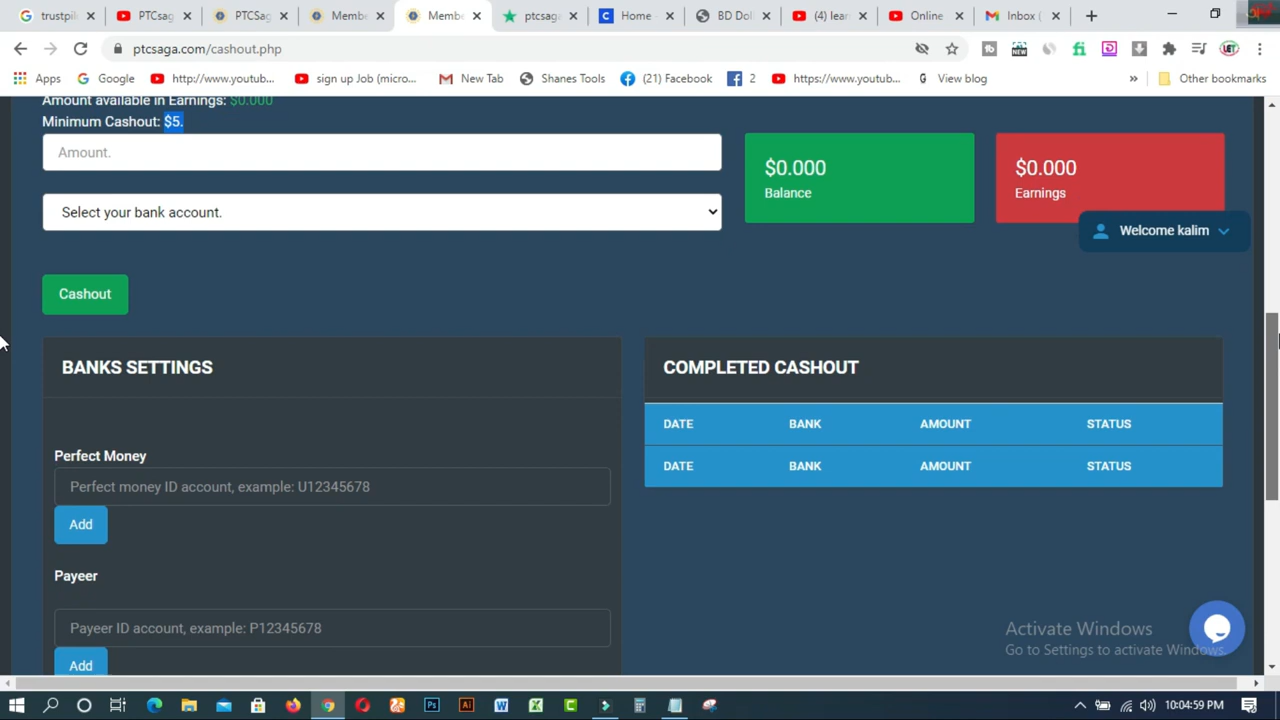 trustpil
PTCSag
PTCSag
Membe
Membe
ptcsag
Home -
BD Dol
(4) lear
Online
Inbox (
ptcsaga.com/cashout.php
Apps
Google
http://www.youtub...
sign up Job (micro...
New Tab
Shanes Tools
(21) Facebook
2
https://www.youtub...
View blog
»
Other bookmarks
Amount available in Earnings: $0.000
Minimum Cashout: $5.
Amount.
$0.000
Balance
$0.000
Earnings
Select your bank account.
Welcome kalim
Cashout
BANKS SETTINGS
COMPLETED CASHOUT
DATE BANK AMOUNT STATUS
DATE BANK AMOUNT STATUS
Perfect Money
Perfect money ID account, example: U12345678
Add
Payeer
Payeer ID account, example: P12345678
Add
Activate Windows
Go to Settings to activate Windows.
10:04:59 PM